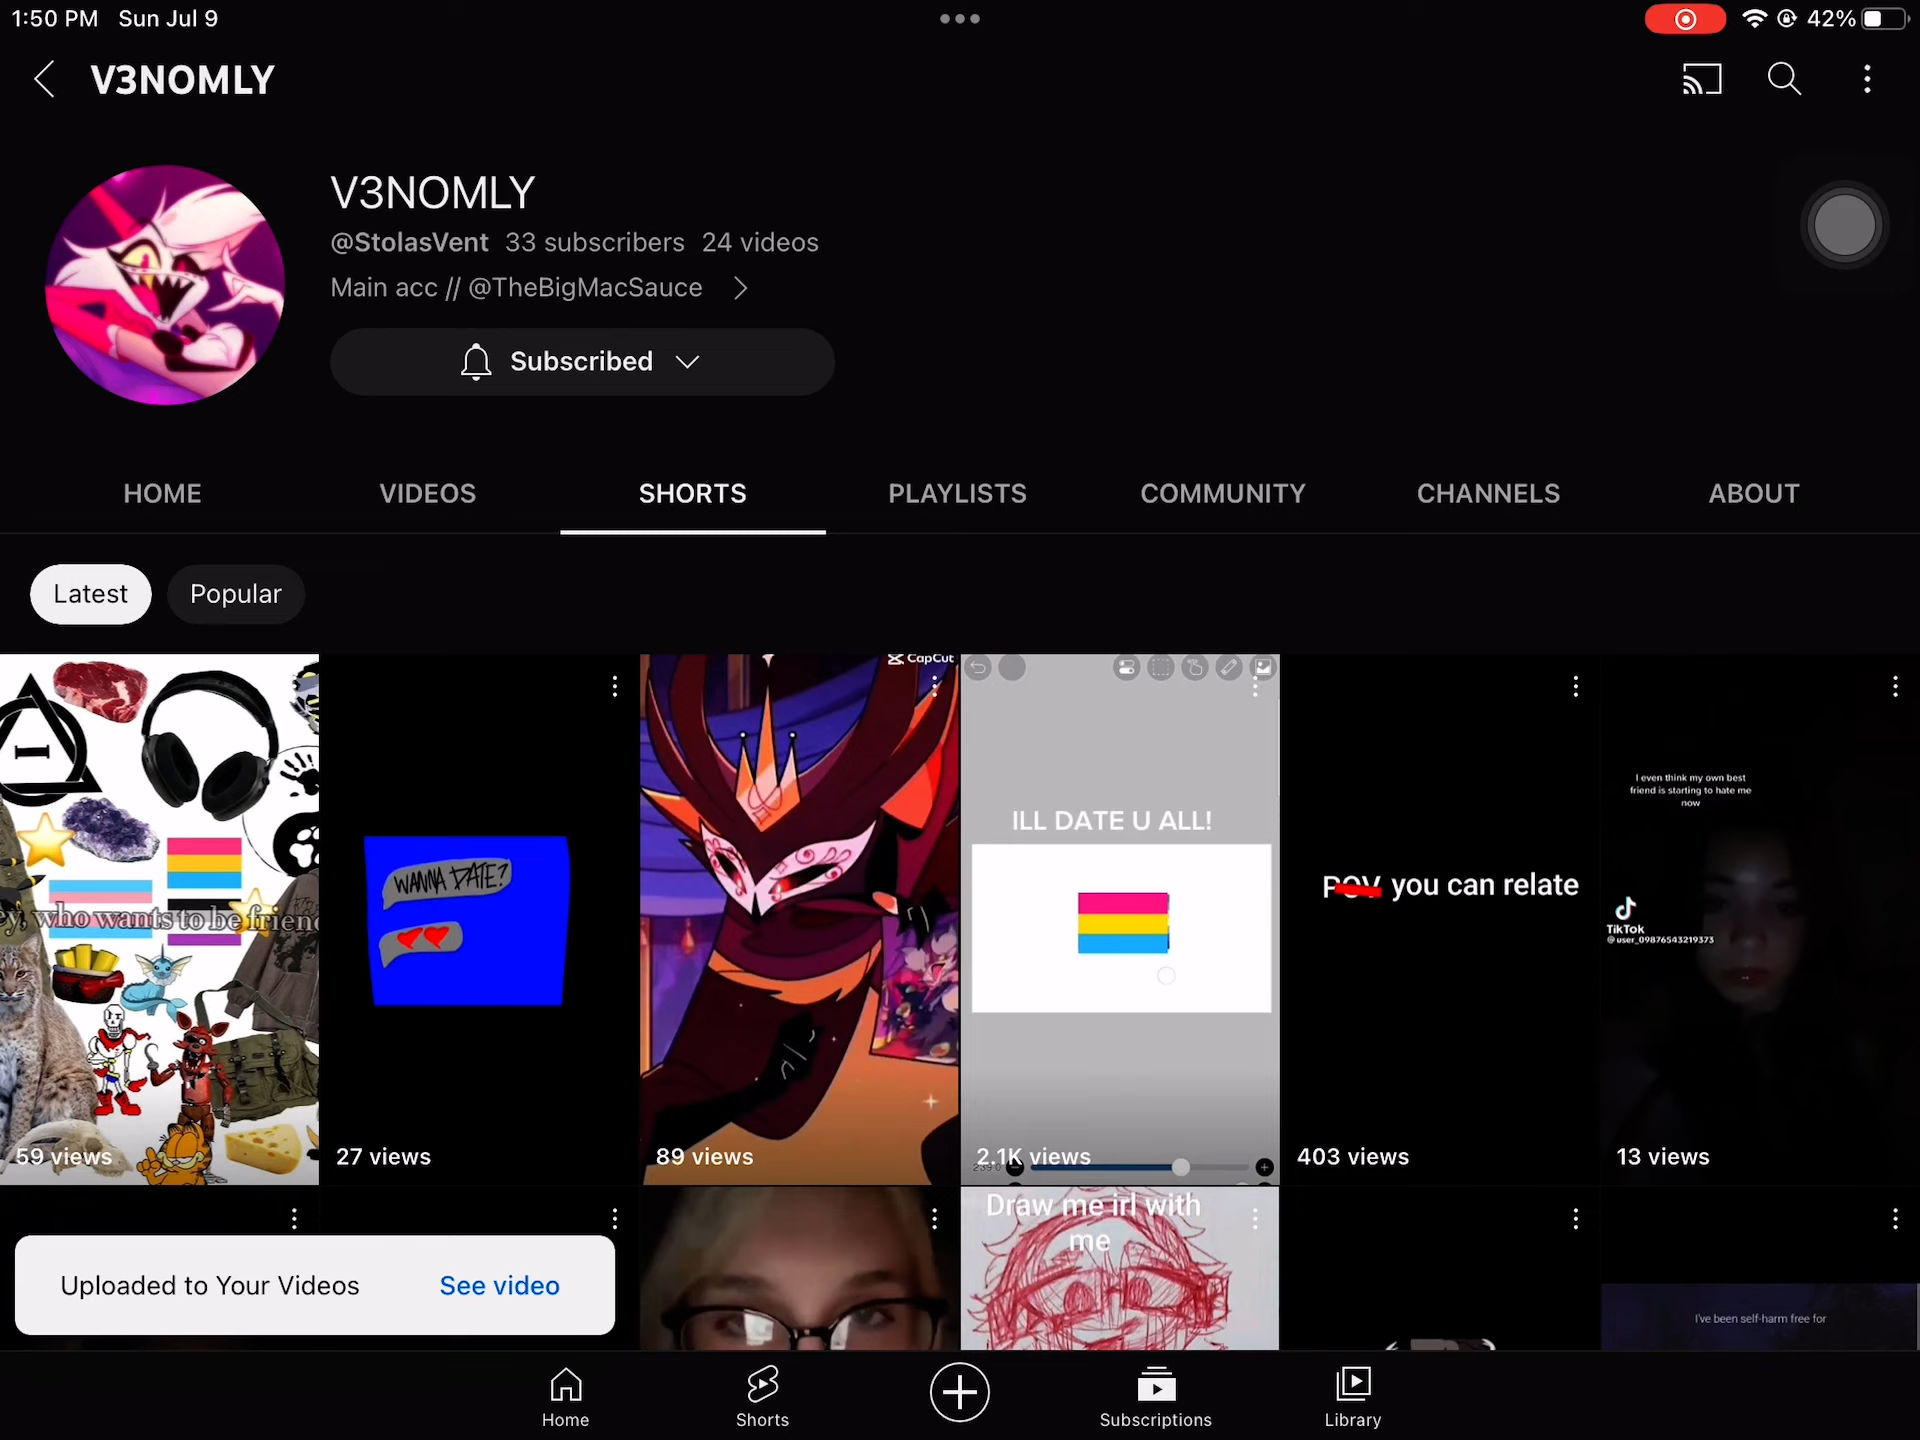 1:50 PM Sun Jul 9
42%
V3NOMLY
V3NOMLY
@StolasVent 33 subscribers 24 videos
Main acc // @TheBigMacSauce
Subscribed
HOME VIDEOS SHORTS PLAYLISTS COMMUNITY CHANNELS ABOUT
Latest Popular
who wants to be
59 views
WANNA DATE?
27 views
CapCut
89 views
ILL DATE U ALL!
2.1K views
POV you can relate
403 views
I even think my own best
friend is starting to hate me
now
TikTok
@user_09876543219373
13 views
Draw me irl with
me
I've been self-harm free for
Uploaded to Your Videos See video
Home Shorts Subscriptions Library